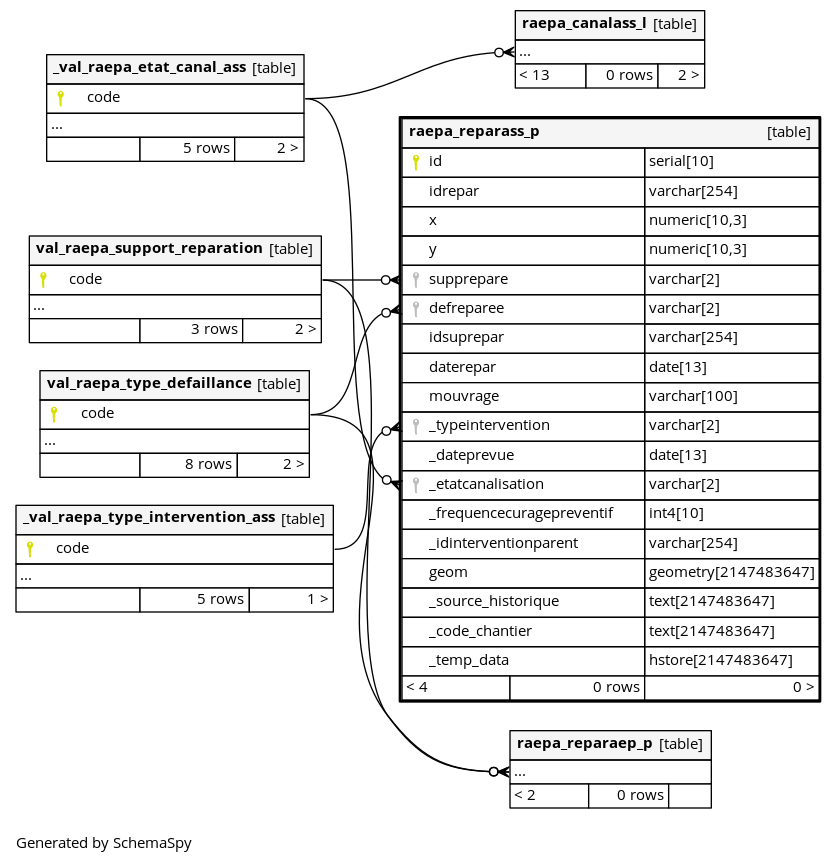 raepa_canalass_l [table]
...
< 13 0 rows 2 >
_val_raepa_etat_canal_ass [table]
code
...
5 rows 2 >
val_raepa_support_reparation [table]
code
...
3 rows 2 >
val_raepa_type_defaillance [table]
code
...
8 rows 2 >
_val_raepa_type_intervention_ass [table]
code
...
5 rows 1 >
raepa_reparass_p [table]
id serial[10]
idrepar varchar[254]
x numeric[10,3]
y numeric[10,3]
supprepare varchar[2]
defreparee varchar[2]
idsuprepar varchar[254]
daterepar date[13]
mouvrage varchar[100]
_typeintervention varchar[2]
_dateprevue date[13]
_etatcanalisation varchar[2]
_frequencecuragepreventif int4[10]
_idinterventionparent varchar[254]
geom geometry[2147483647]
_source_historique text[2147483647]
_code_chantier text[2147483647]
_temp_data hstore[2147483647]
< 4 0 rows 0 >
raepa_reparaep_p [table]
...
< 2 0 rows
Generated by SchemaSpy